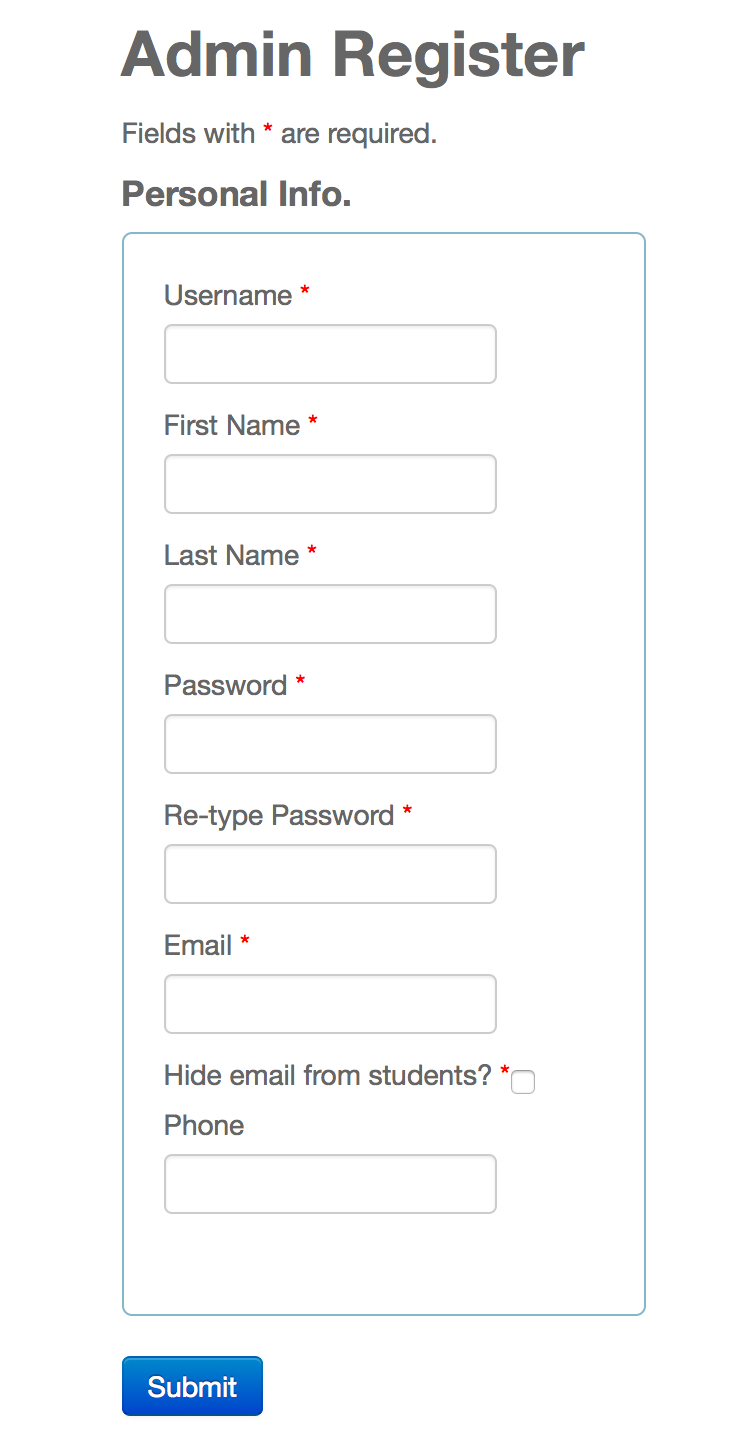 Admin Register
Fields with * are required.
Personal Info.
Username *
First Name *
Last Name *
Password *
Re-type Password *
Email *
Hide email from students? *
Phone
Submit